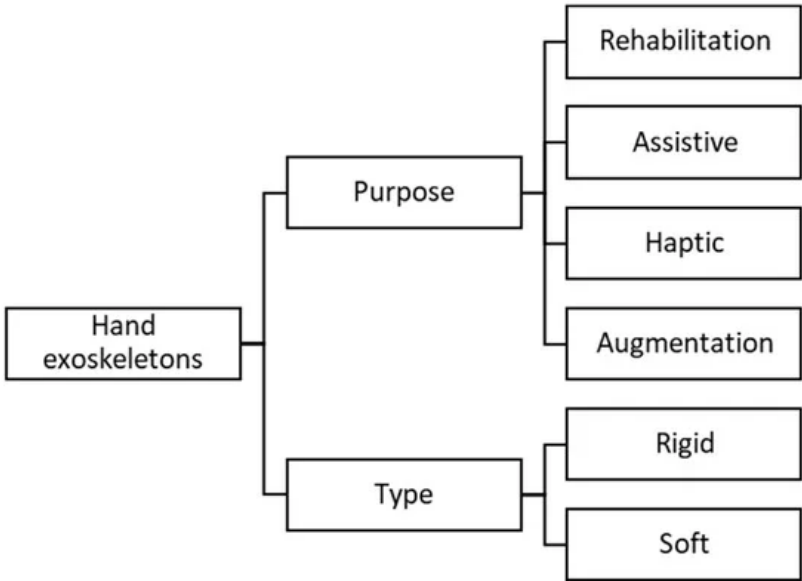 Hand
exoskeletons
Purpose
Rehabilitation
Assistive
Haptic
Augmentation
Type
Rigid
Soft